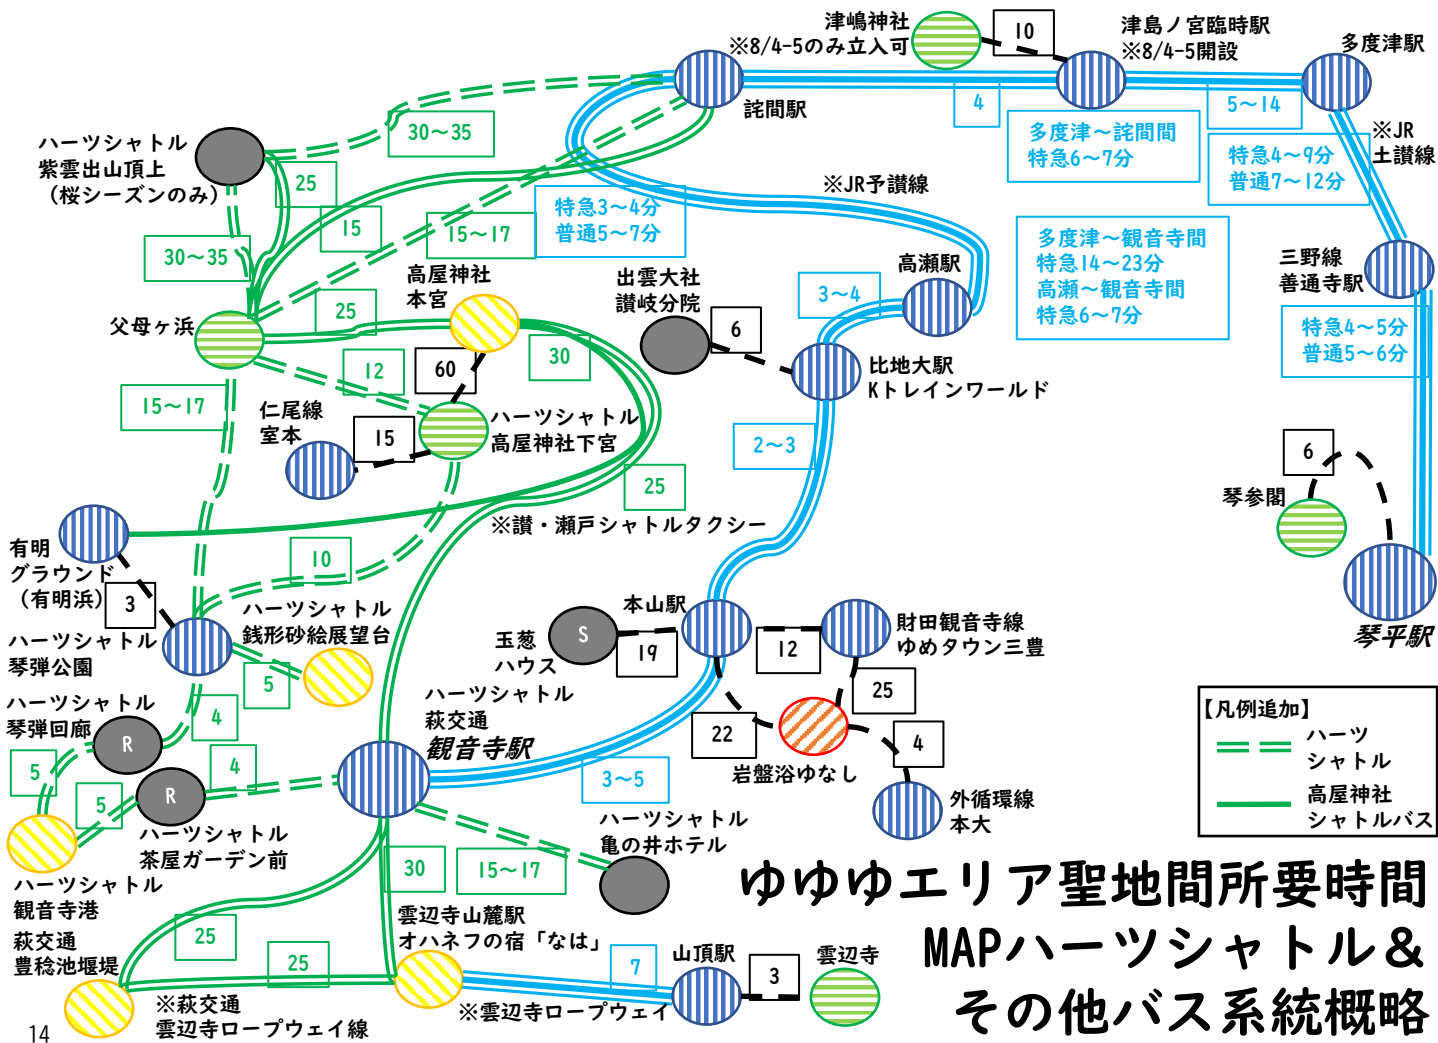 津嶋神社
※8/4-5のみ立入可
10
津島ノ宮臨時駅
※8/4-5開設
多度津駅
詫間駅
4
5～14
多度津～詫間間
特急6～7分
※JR
土讃線
特急4～9分
普通7～12分
ハーツシャトル
紫雲出山頂上
（桜シーズンのみ）
30～35
25
15
15～17
特急3～4分
普通5～7分
※JR予讃線
30～35
多度津～観音寺間
特急14～23分
高瀬～観音寺間
特急6～7分
三野線
善通寺駅
高屋神社
本宮
出雲大社
讃岐分院
高瀬駅
3～4
父母ヶ浜
25
6
30
特急4～5分
普通5～6分
12
60
比地大駅
Kトレインワールド
15～17
仁尾線
室本
15
ハーツシャトル
高屋神社下宮
2～3
6
琴参閣
25
※讃・瀬戸シャトルタクシー
有明
グラウンド
（有明浜）
10
3
ハーツシャトル
銭形砂絵展望台
本山駅
財田観音寺線
ゆめタウン三豊
琴平駅
ハーツシャトル
琴弾公園
玉葱
ハウス
S
19
12
5
25
ハーツシャトル
琴弾回廊
R
4
ハーツシャトル
萩交通
観音寺駅
22
4
【凡例追加】
ハーツ
シャトル
高屋神社
シャトルバス
5
5
R
4
3～5
岩盤浴ゆなし
外循環線
本大
ハーツシャトル
茶屋ガーデン前
ハーツシャトル
亀の井ホテル
ハーツシャトル
観音寺港
30
15～17
ゆゆゆエリア聖地間所要時間
MAPハーツシャトル＆
その他バス系統概略
萩交通
豊稔池堰堤
25
25
雲辺寺山麓駅
オハネフの宿「なは」
7
山頂駅
3
雲辺寺
※萩交通
雲辺寺ロープウェイ線
※雲辺寺ロープウェイ
14